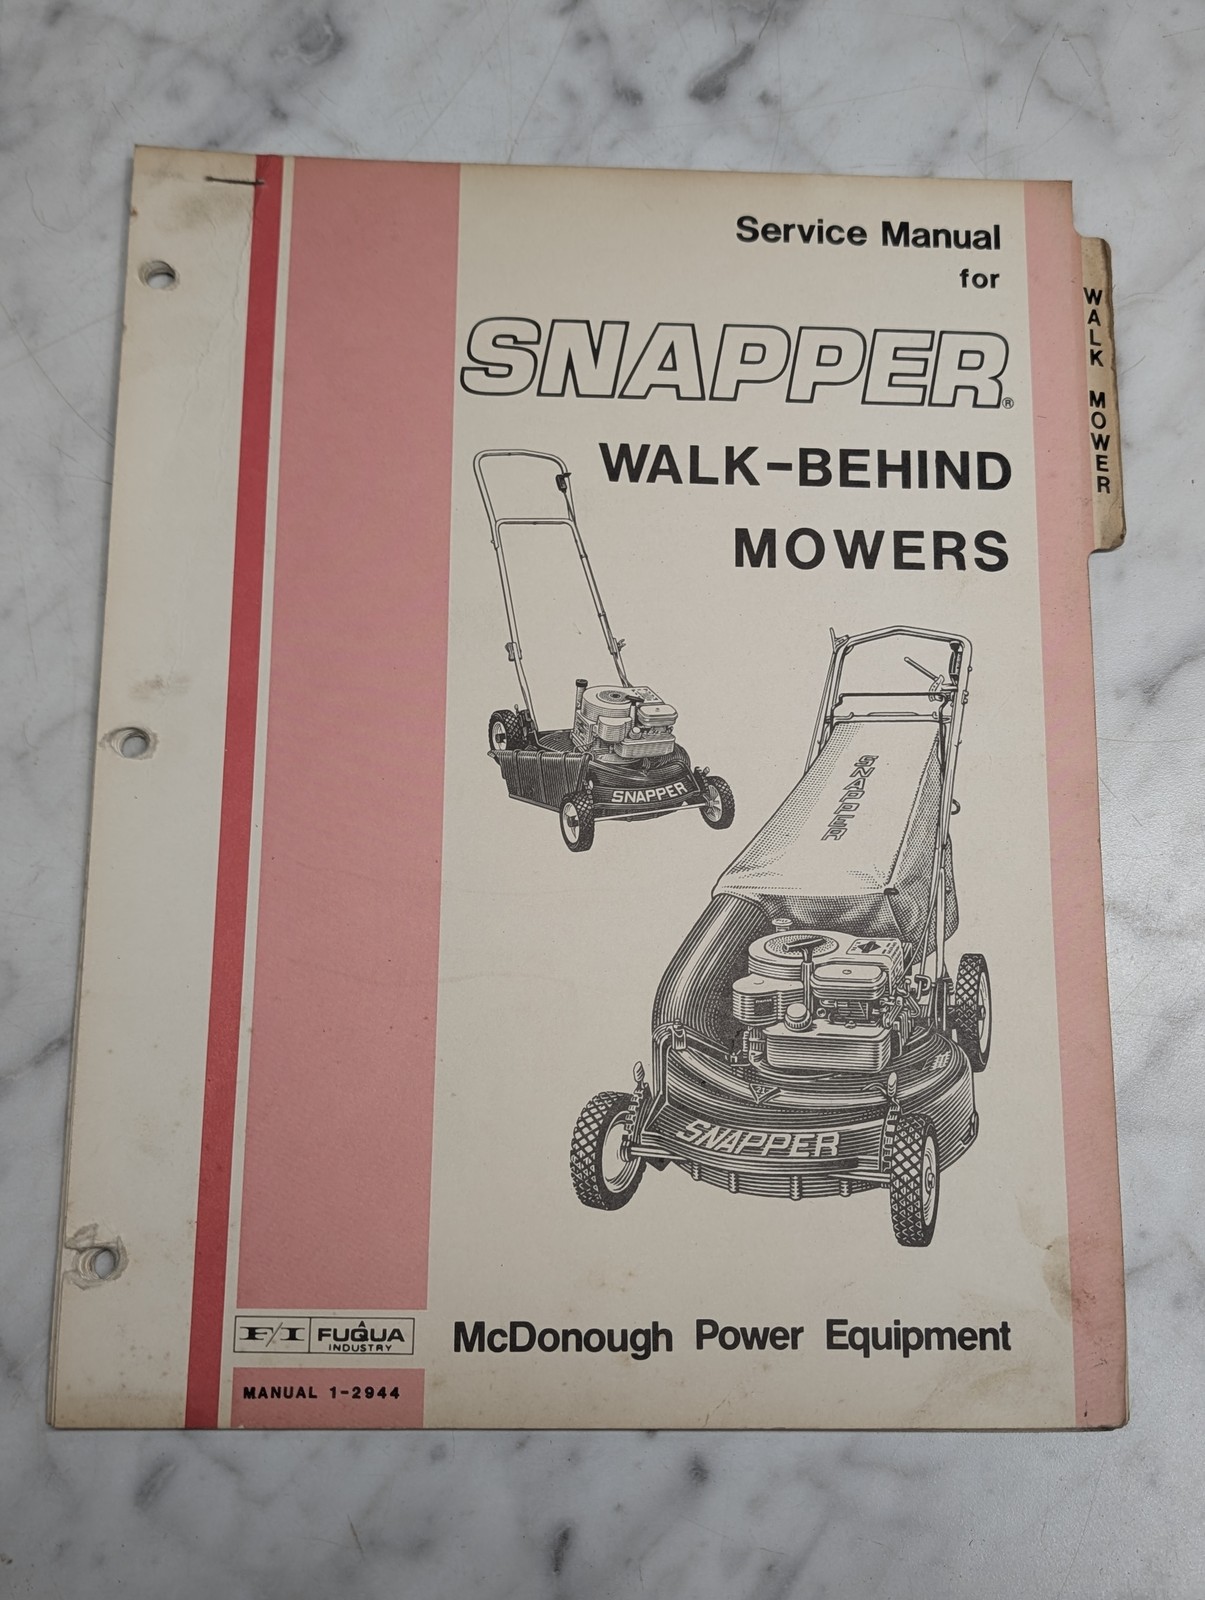 Service Manual
for
SNAPPER®
WALK-BEHIND
MOWERS
WALK MOWER
SNAPPER
SNAPPER
SNAPPER
F/I
FUQUA
INDUSTRY
McDonough Power Equipment
MANUAL 1-2944